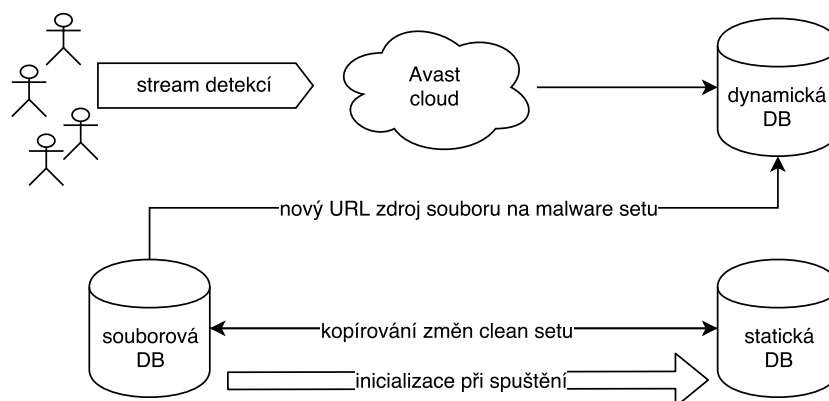 stream detekcí
Avast
cloud
dynamická
DB
nový URL zdroj souboru na malware setu
souborová
DB
kopírování změn clean setu
statická
DB
inicializace při spuštění